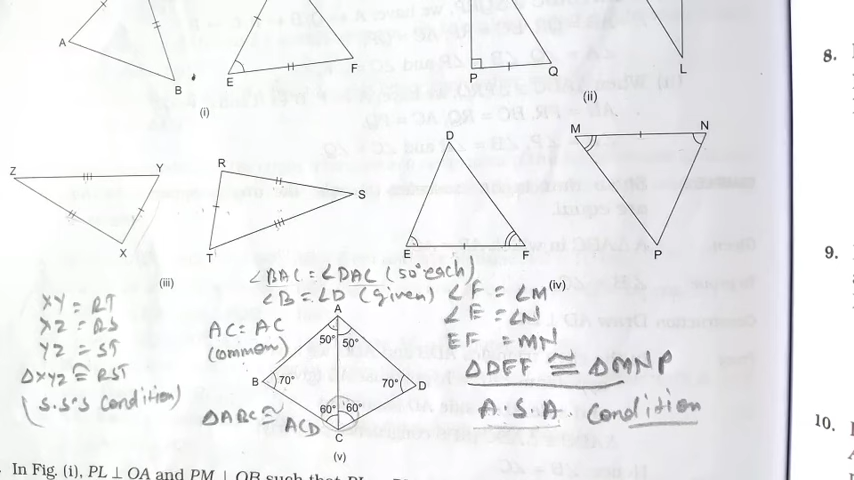 A
B
E
F
(i)
P
Q
L
(ii)
8.
Z
Y
X
R
S
T
(iii)
D
E
F
M
N
P
(iv)
9.
∠BAC = ∠DAC (50° each)
∠B = ∠D (given)
AC = AC
(common)
XY = RT
XZ = RS
YZ = ST
ΔXYZ ≅ RST
(S.S.S Condition)
A
50° 50°
B 70° 70° D
60° 60°
C
(v)
ΔABC ≅
ACD
∠F = ∠M
∠E = ∠N
EF = MN
ΔDEF ≅ ΔMNP
A.S.A. Condition
10.
In Fig. (i), PL ⊥ OA and PM ⊥ OB such that